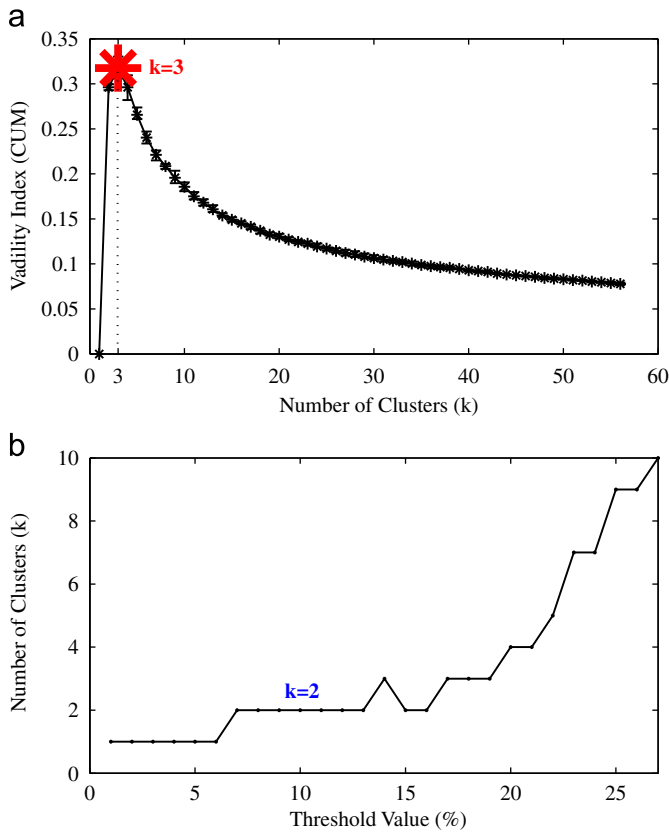 a
0.35
0.3
0.25
0.2
0.15
0.1
0.05
0
Vadility Index (CUM)
k=3
0 3 10 20 30 40 50 60
Number of Clusters (k)
b
10
8
6
4
2
0
Number of Clusters (k)
k=2
0 5 10 15 20 25
Threshold Value (%)